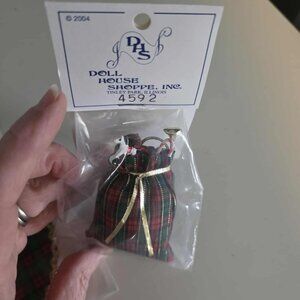 © 2004
DHS
DOLL
HOUSE
SHOPPE, INC.
TINLEY PARK, ILLINOIS
4592